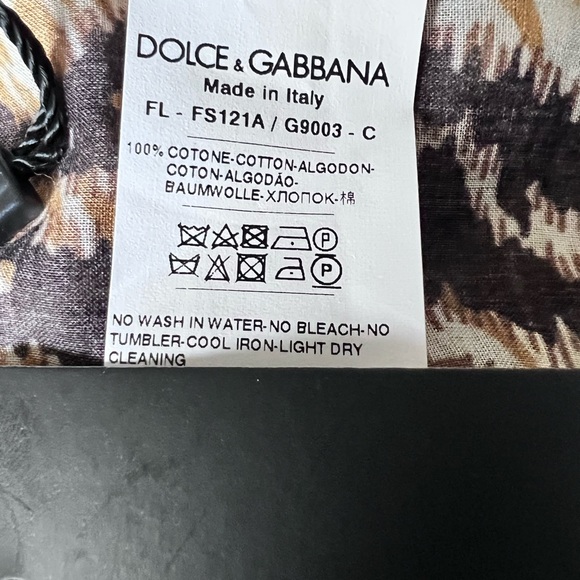 DOLCE & GABBANA
Made in Italy
FL - FS121A / G9003 - C
100% COTONE-COTTON-ALGODON-
COTON-ALGODÃO-
BAUMWOLLE-ХЛОПОК-棉
P
P
NO WASH IN WATER-NO BLEACH-NO
TUMBLER-COOL IRON-LIGHT DRY
CLEANING